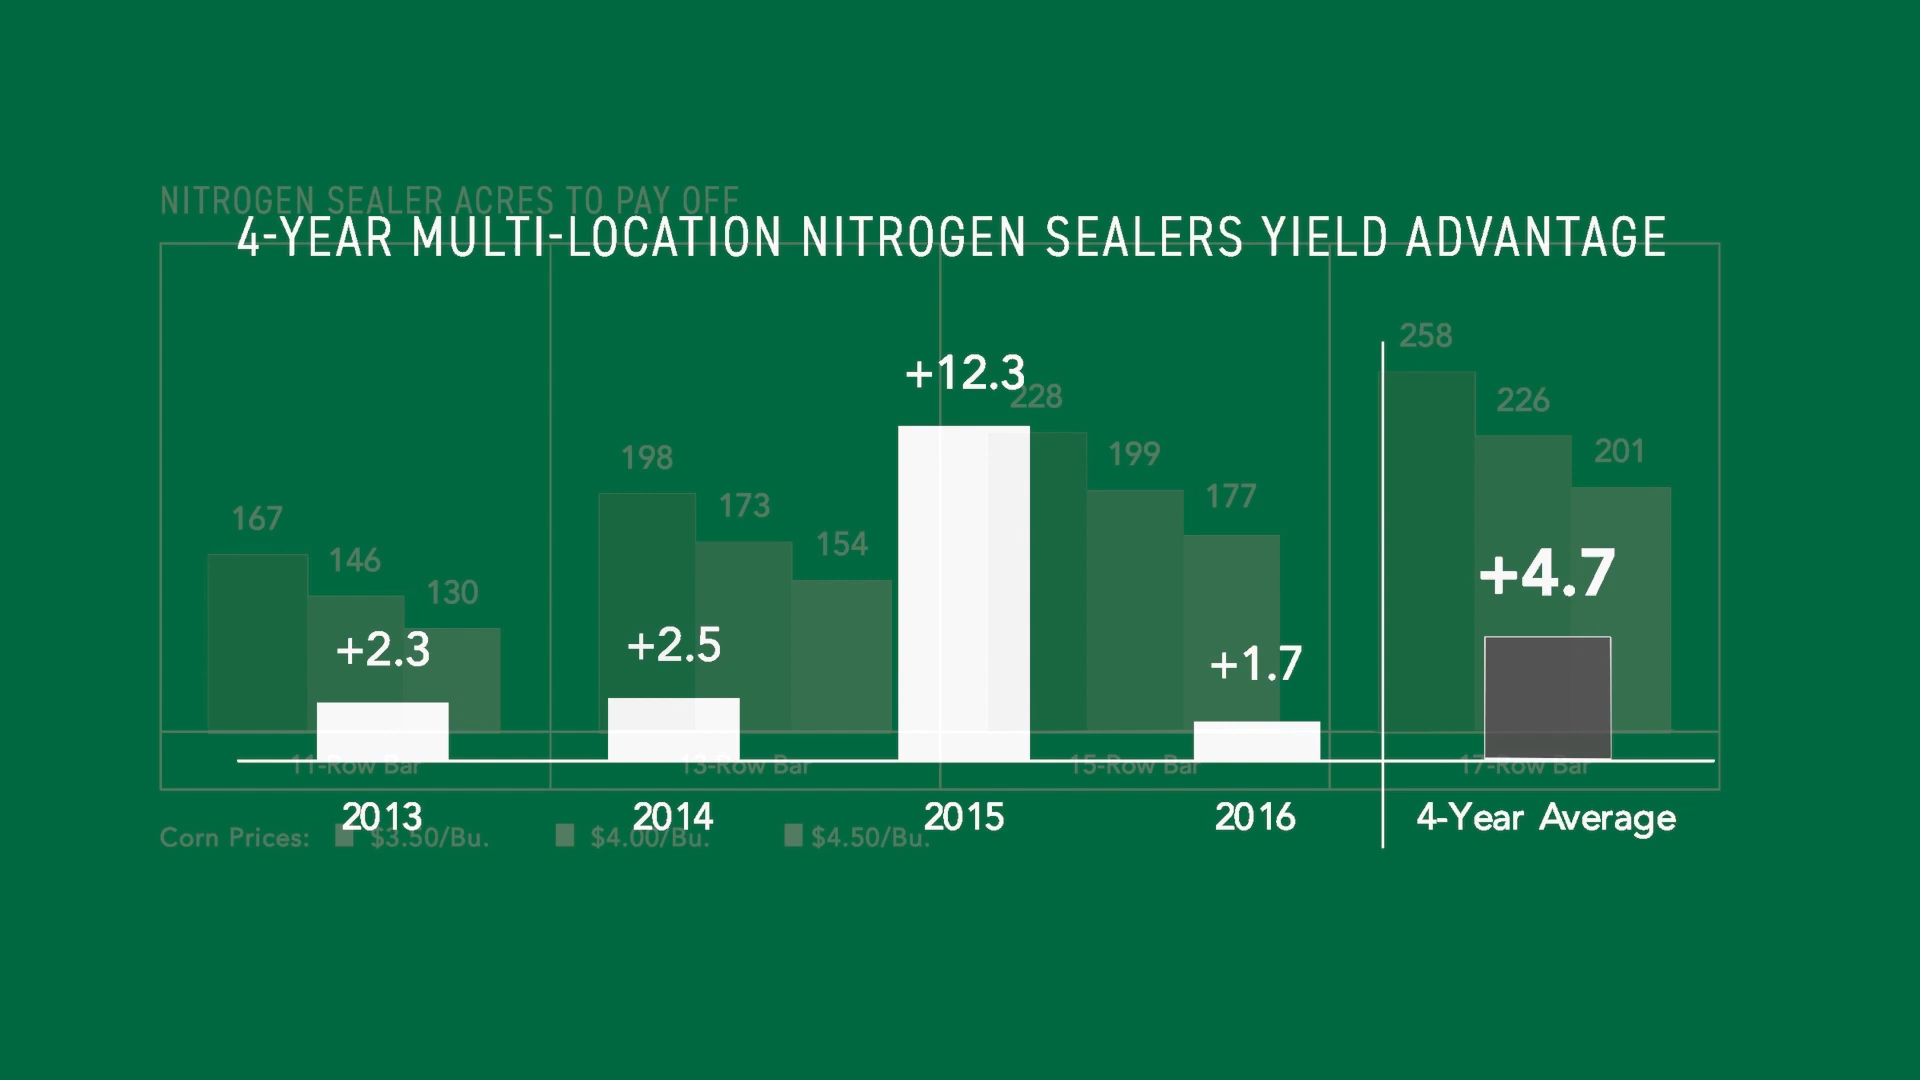 NITROGEN SEALER ACRES TO PAY OFF
4-YEAR MULTI-LOCATION NITROGEN SEALERS YIELD ADVANTAGE
258
+12.3
228
226
198
199
201
173
177
167
154
146
+4.7
130
+2.3
+2.5
+1.7
11-Row Bar
13-Row Bar
15-Row Bar
17-Row Bar
2013
2014
2015
2016
4-Year Average
Corn Prices: $3.50/Bu. $4.00/Bu. $4.50/Bu.